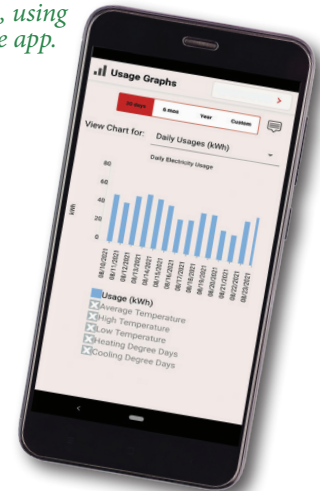 , using
e app.
Usage Graphs
30 days 6 mos Year Custom
View Chart for: Daily Usages (kWh)
Daily Electricity Usage
80
60
40
20
0
kWh
08/10/2021
08/11/2021
08/12/2021
08/13/2021
08/14/2021
08/15/2021
08/16/2021
08/17/2021
08/18/2021
08/19/2021
08/20/2021
08/21/2021
08/22/2021
08/23/2021
Usage (kWh)
Average Temperature
High Temperature
Low Temperature
Heating Degree Days
Cooling Degree Days